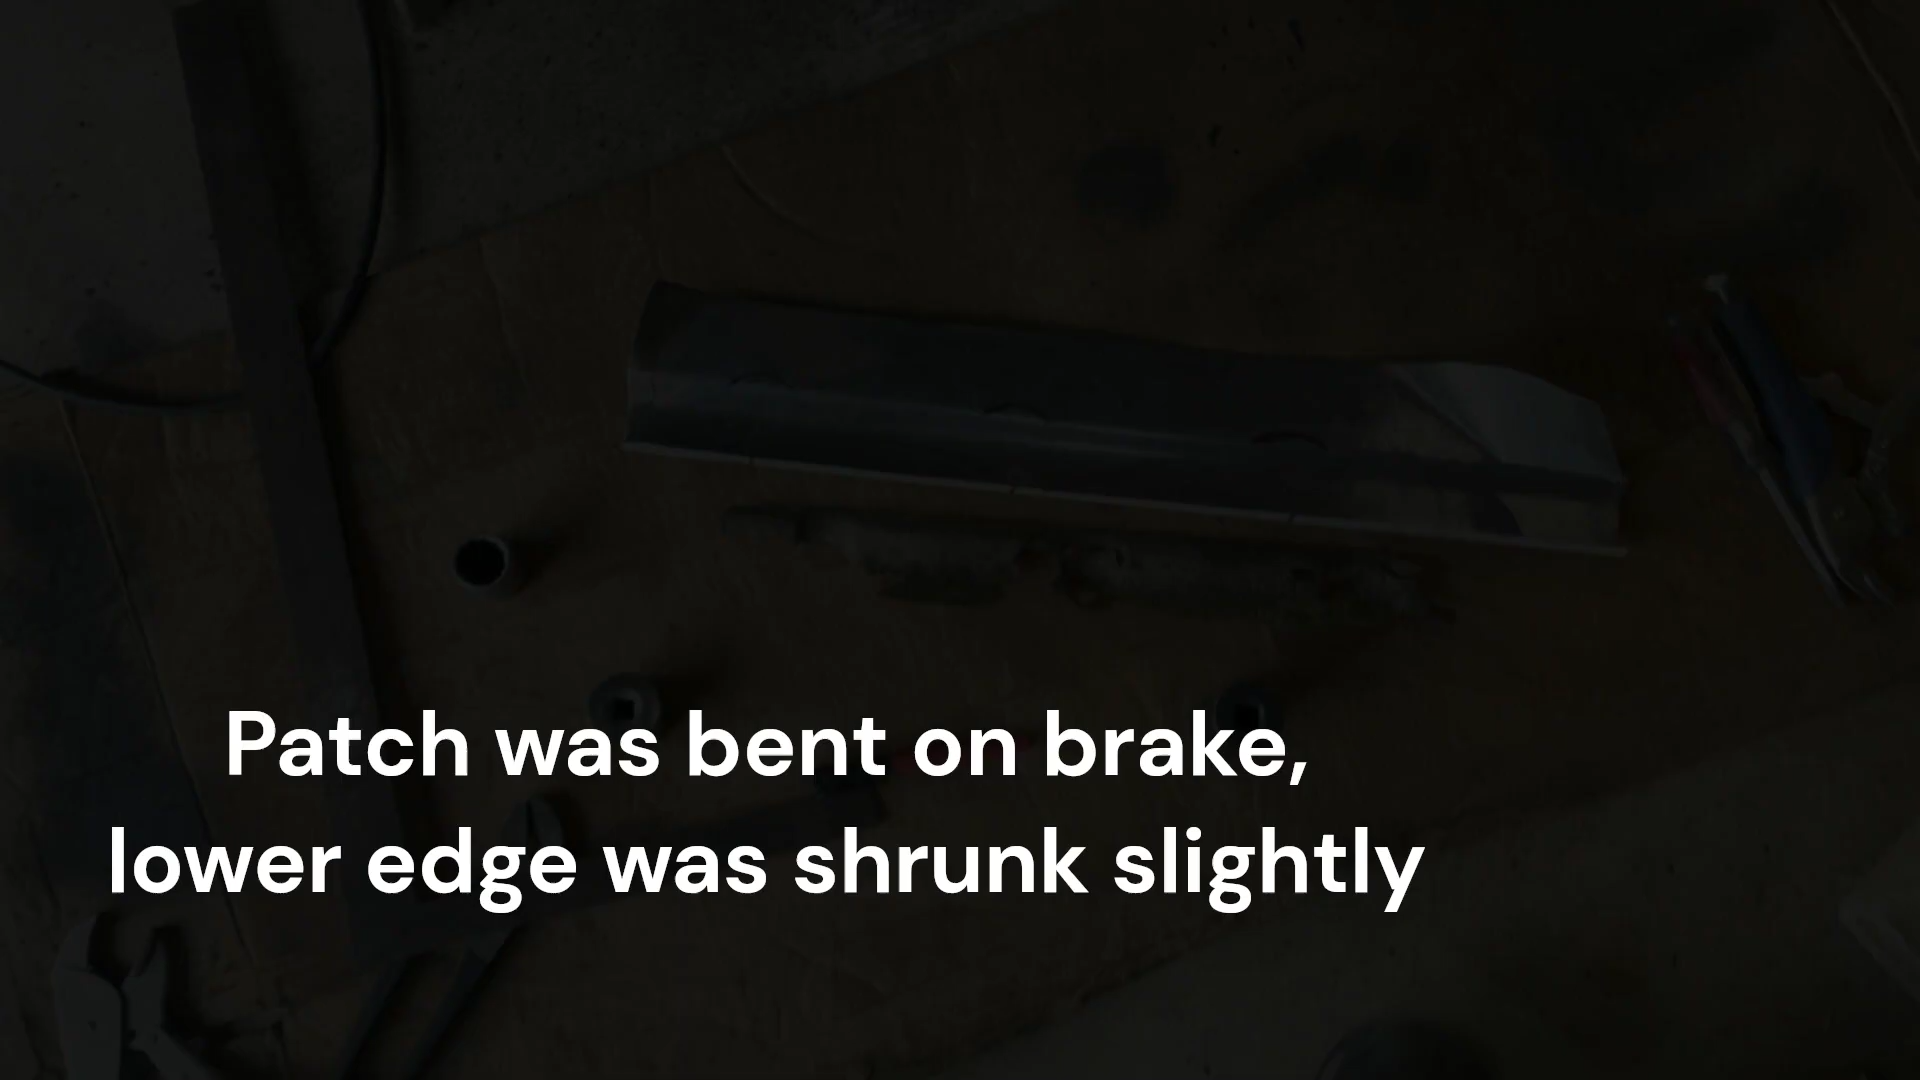 Patch was bent on brake,
lower edge was shrunk slightly